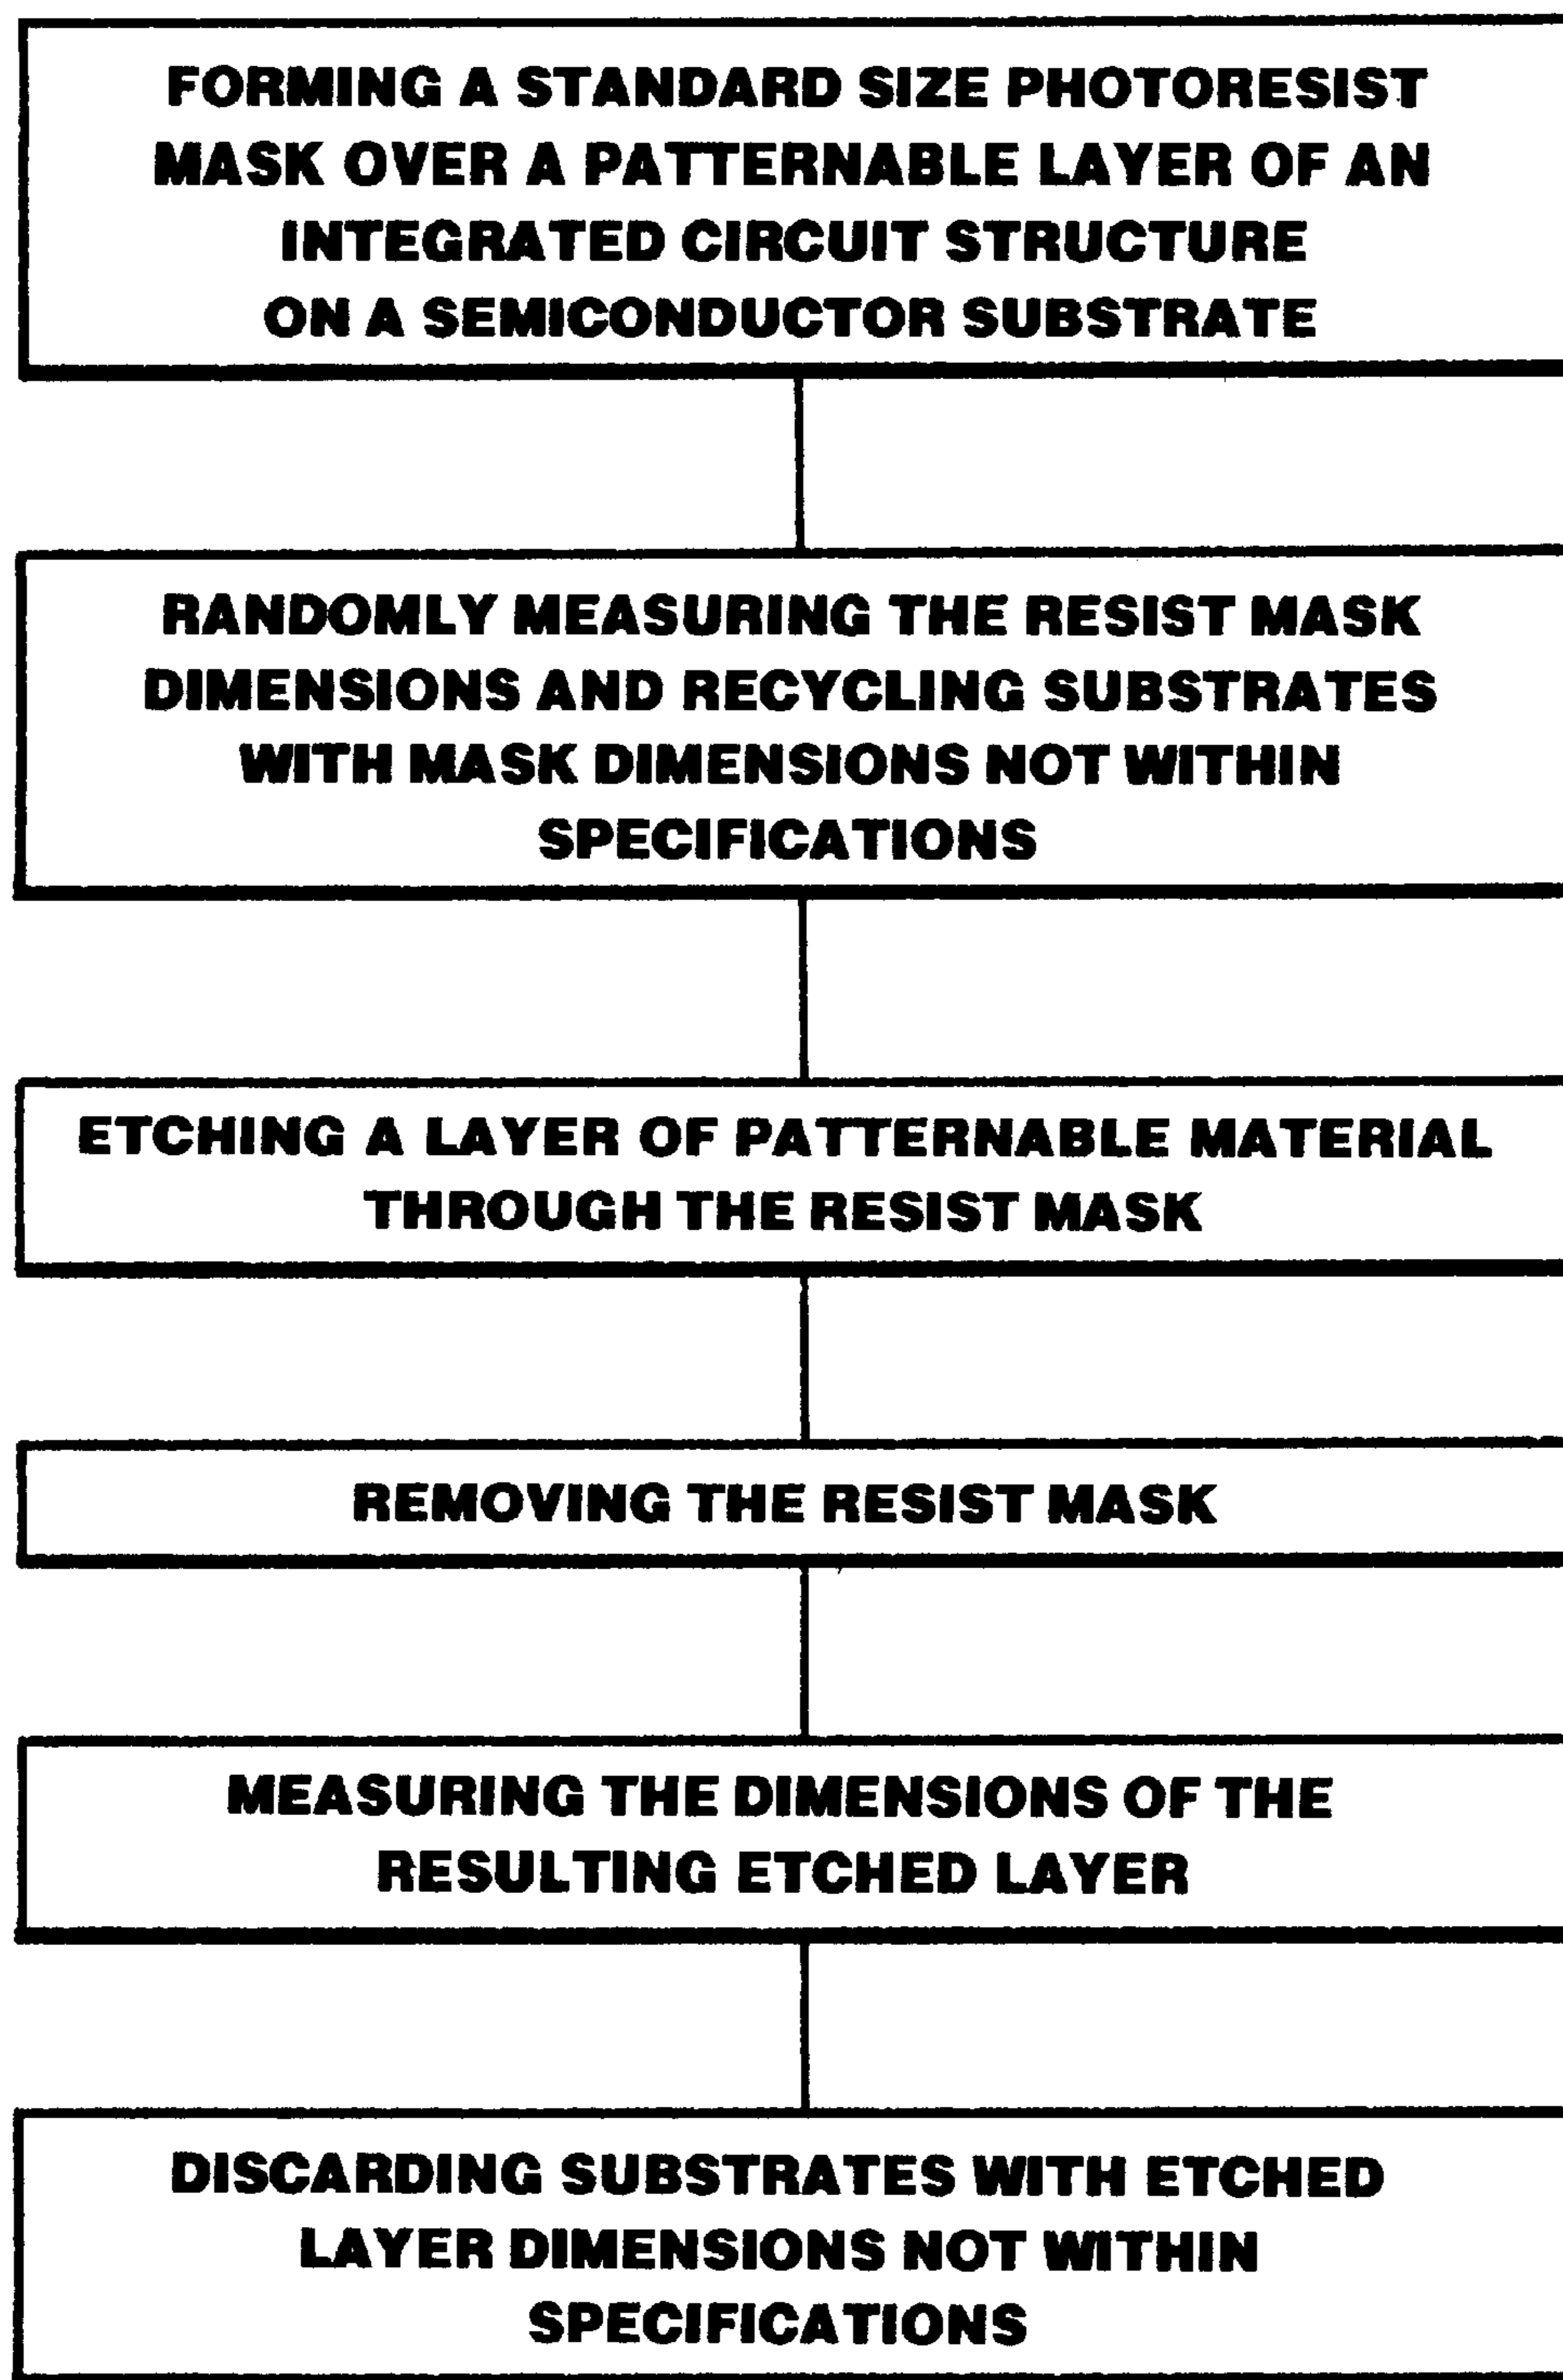 FORMING A STANDARD SIZE PHOTORESIST
MASK OVER A PATTERNABLE LAYER OF AN
INTEGRATED CIRCUIT STRUCTURE
ON A SEMICONDUCTOR SUBSTRATE
RANDOMLY MEASURING THE RESIST MASK
DIMENSIONS AND RECYCLING SUBSTRATES
WITH MASK DIMENSIONS NOT WITHIN
SPECIFICATIONS
ETCHING A LAYER OF PATTERNABLE MATERIAL
THROUGH THE RESIST MASK
REMOVING THE RESIST MASK
MEASURING THE DIMENSIONS OF THE
RESULTING ETCHED LAYER
DISCARDING SUBSTRATES WITH ETCHED
LAYER DIMENSIONS NOT WITHIN
SPECIFICATIONS